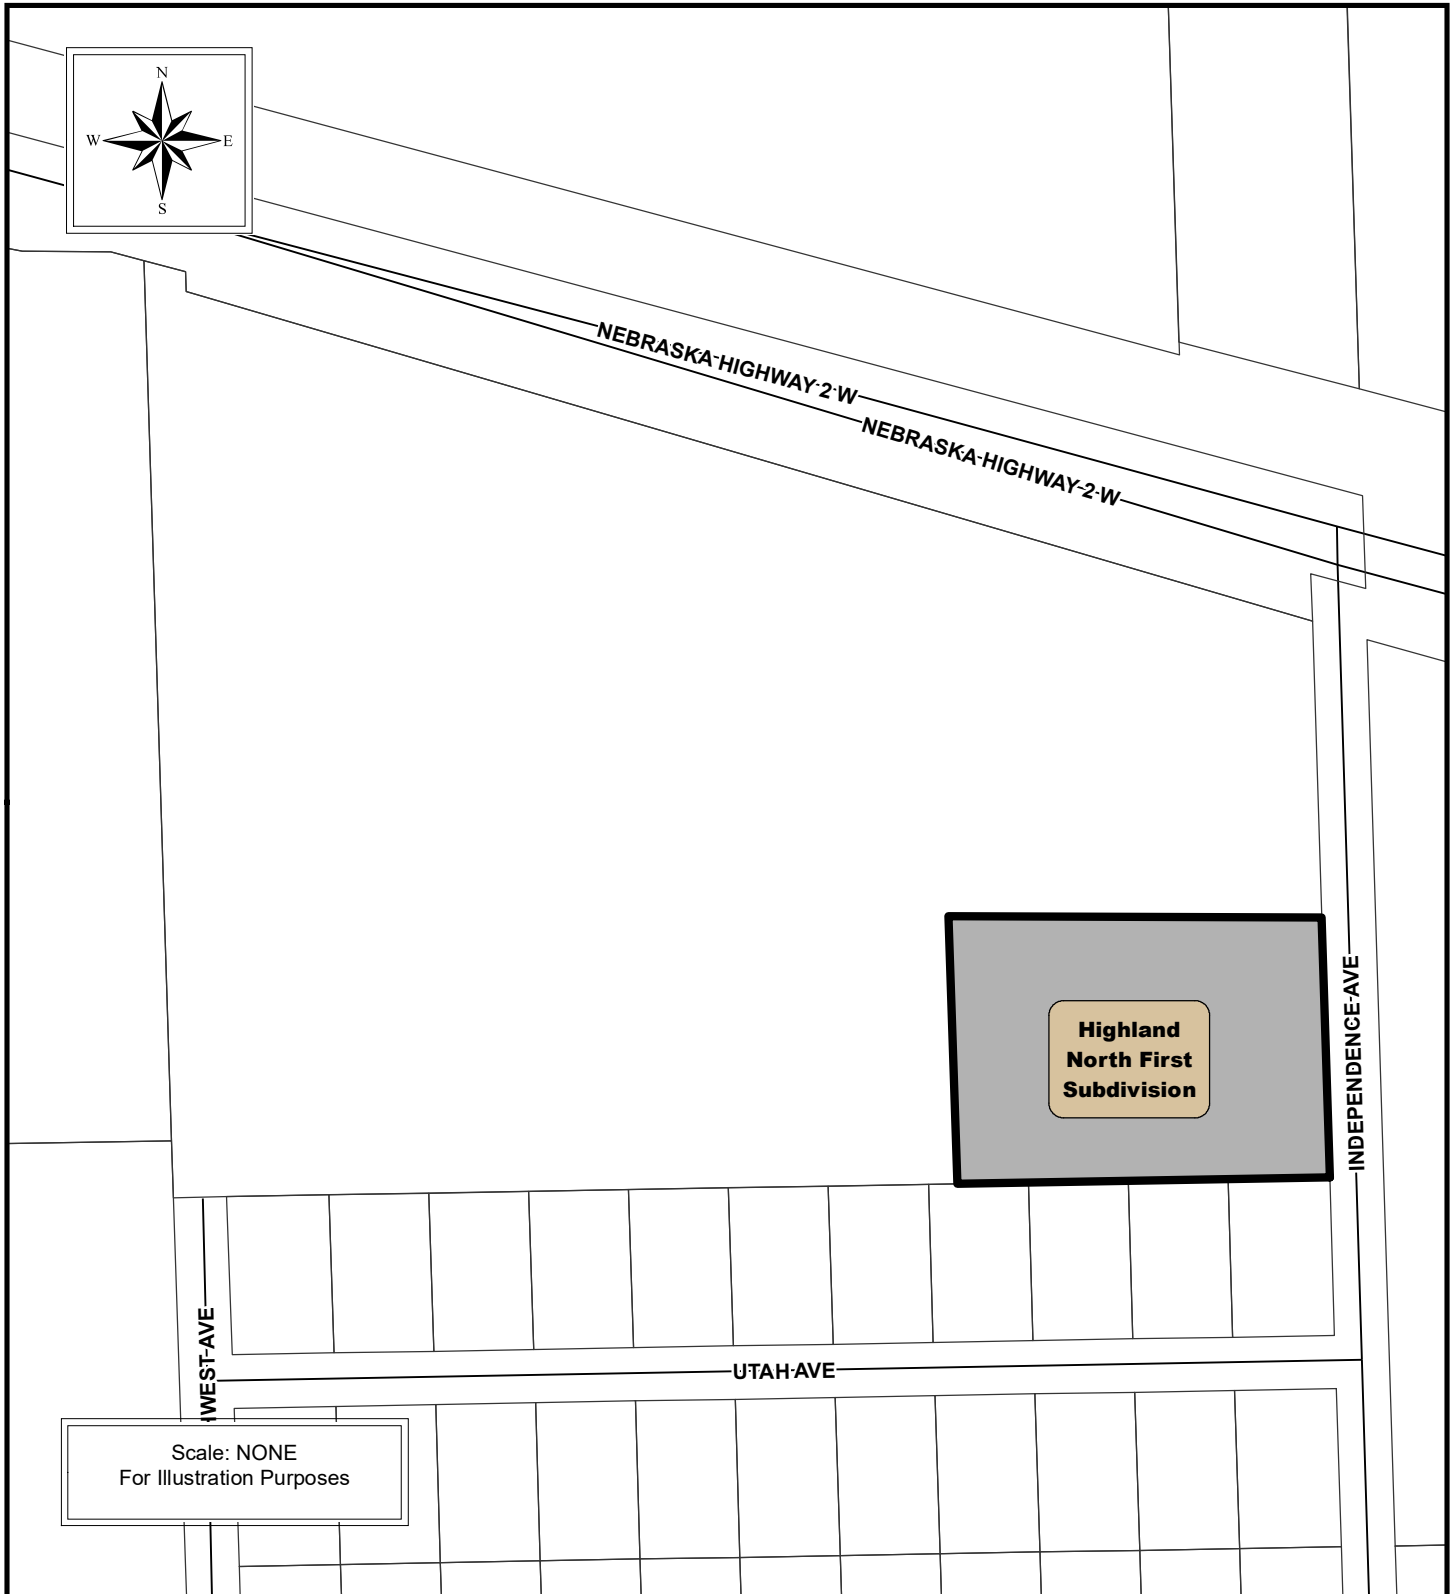 N
W E
S
NEBRASKA HIGHWAY 2 W
NEBRASKA HIGHWAY 2 W
Highland
North First
Subdivision
INDEPENDENCE AVE
UTAH AVE
WEST AVE
Scale: NONE
For Illustration Purposes